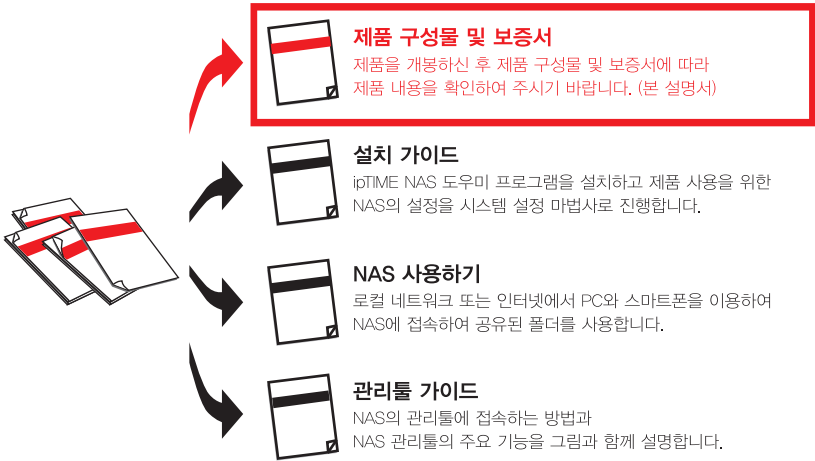 제품 구성물 및 보증서
제품을 개봉하신 후 제품 구성물 및 보증서에 따라
제품 내용을 확인하여 주시기 바랍니다. (본 설명서)
설치 가이드
ipTIME NAS 도우미 프로그램을 설치하고 제품 사용을 위한
NAS의 설정을 시스템 설정 마법사로 진행합니다.
NAS 사용하기
로컬 네트워크 또는 인터넷에서 PC와 스마트폰을 이용하여
NAS에 접속하여 공유된 폴더를 사용합니다.
관리툴 가이드
NAS의 관리툴에 접속하는 방법과
NAS 관리툴의 주요 기능을 그림과 함께 설명합니다.